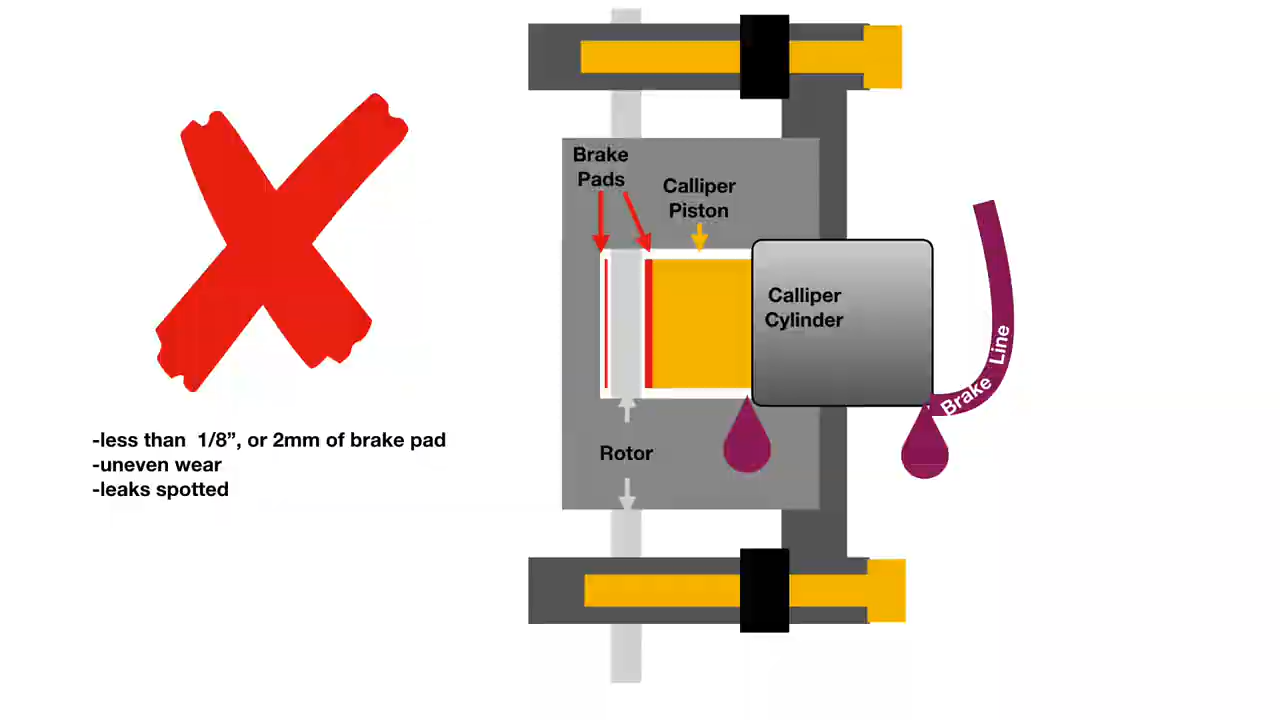 Brake
Pads
Calliper
Piston
Calliper
Cylinder
Brake Line
Rotor
-less than 1/8”, or 2mm of brake pad
-uneven wear
-leaks spotted